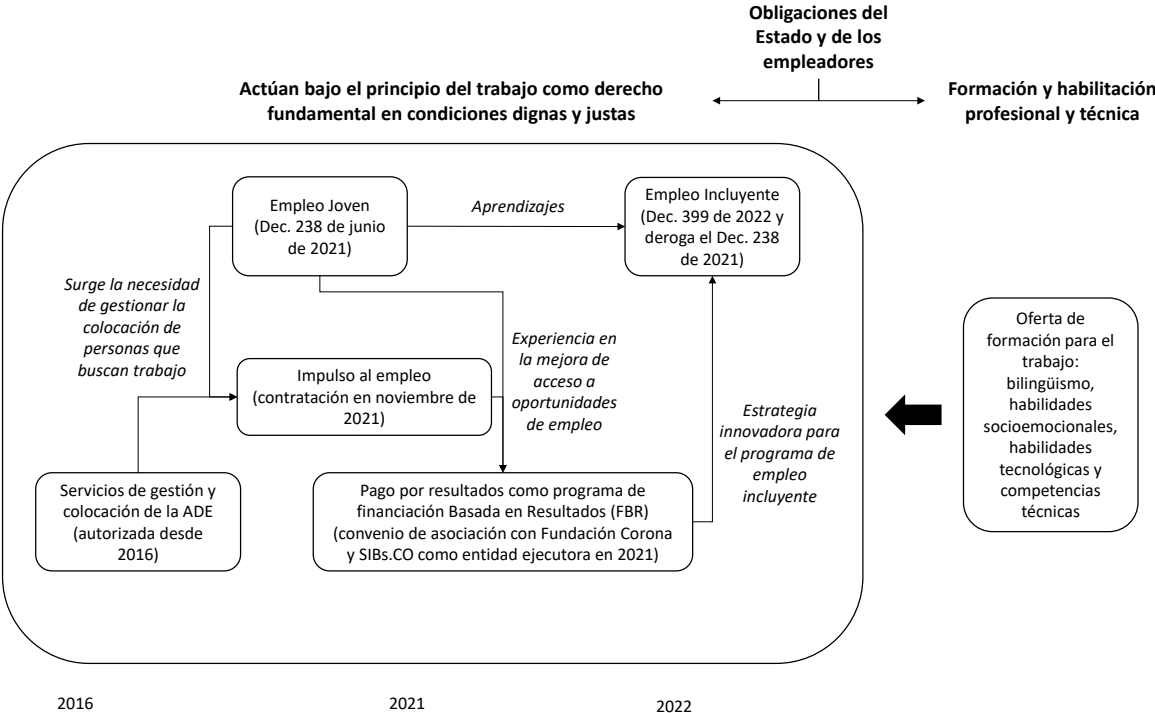 Obligaciones del
Estado y de los
empleadores
Actúan bajo el principio del trabajo como derecho
fundamental en condiciones dignas y justas
Formación y habilitación
profesional y técnica
Empleo Joven
(Dec. 238 de junio
de 2021)
Aprendizajes
Empleo Incluyente
(Dec. 399 de 2022 y
deroga el Dec. 238
de 2021)
Surge la necesidad
de gestionar la
colocación de
personas que
buscan trabajo
Impulso al empleo
(contratación en noviembre de
2021)
Experiencia en
la mejora de
acceso a
oportunidades
de empleo
Estrategia
innovadora para
el programa de
empleo
incluyente
Oferta de
formación para el
trabajo:
bilingüismo,
habilidades
socioemocionales,
habilidades
tecnológicas y
competencias
técnicas
Servicios de gestión y
colocación de la ADE
(autorizada desde
2016)
Pago por resultados como programa de
financiación Basada en Resultados (FBR)
(convenio de asociación con Fundación Corona
y SIBs.CO como entidad ejecutora en 2021)
2016
2021
2022